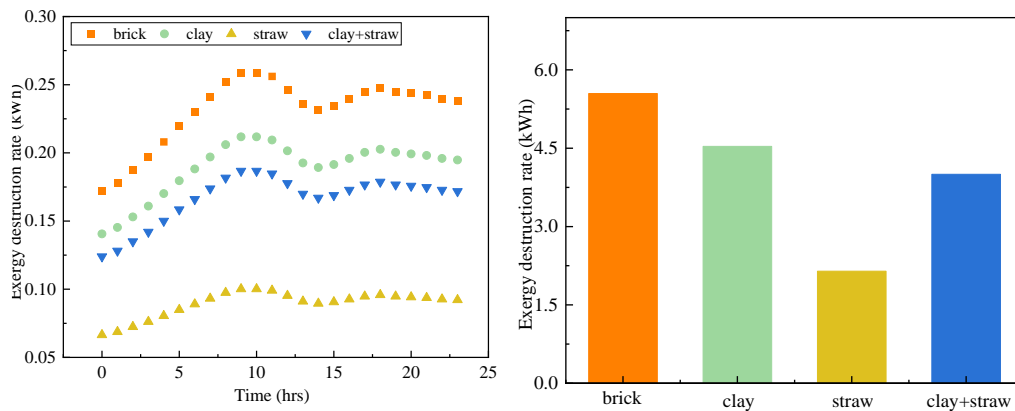 0.30
0.25
0.20
0.15
0.10
0.05
Exergy destruction rate (kWh)
brick clay straw clay+straw
0 5 10 15 20 25
Time (hrs)
6.0
4.5
3.0
1.5
0.0
Exergy destruction rate (kWh)
brick clay straw clay+straw